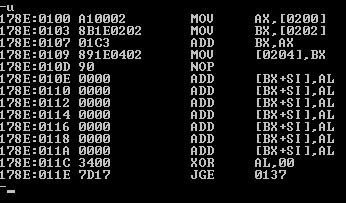 -u
178E:0100 A10002 MOV AX,[0200]
178E:0103 8B1E0202 MOV BX,[0202]
178E:0107 01C3 ADD BX,AX
178E:0109 891E0402 MOV [0204],BX
178E:010D 90 NOP
178E:010E 0000 ADD [BX+SI],AL
178E:0110 0000 ADD [BX+SI],AL
178E:0112 0000 ADD [BX+SI],AL
178E:0114 0000 ADD [BX+SI],AL
178E:0116 0000 ADD [BX+SI],AL
178E:0118 0000 ADD [BX+SI],AL
178E:011A 0000 ADD [BX+SI],AL
178E:011C 3400 XOR AL,00
178E:011E 7D17 JGE 0137
-_